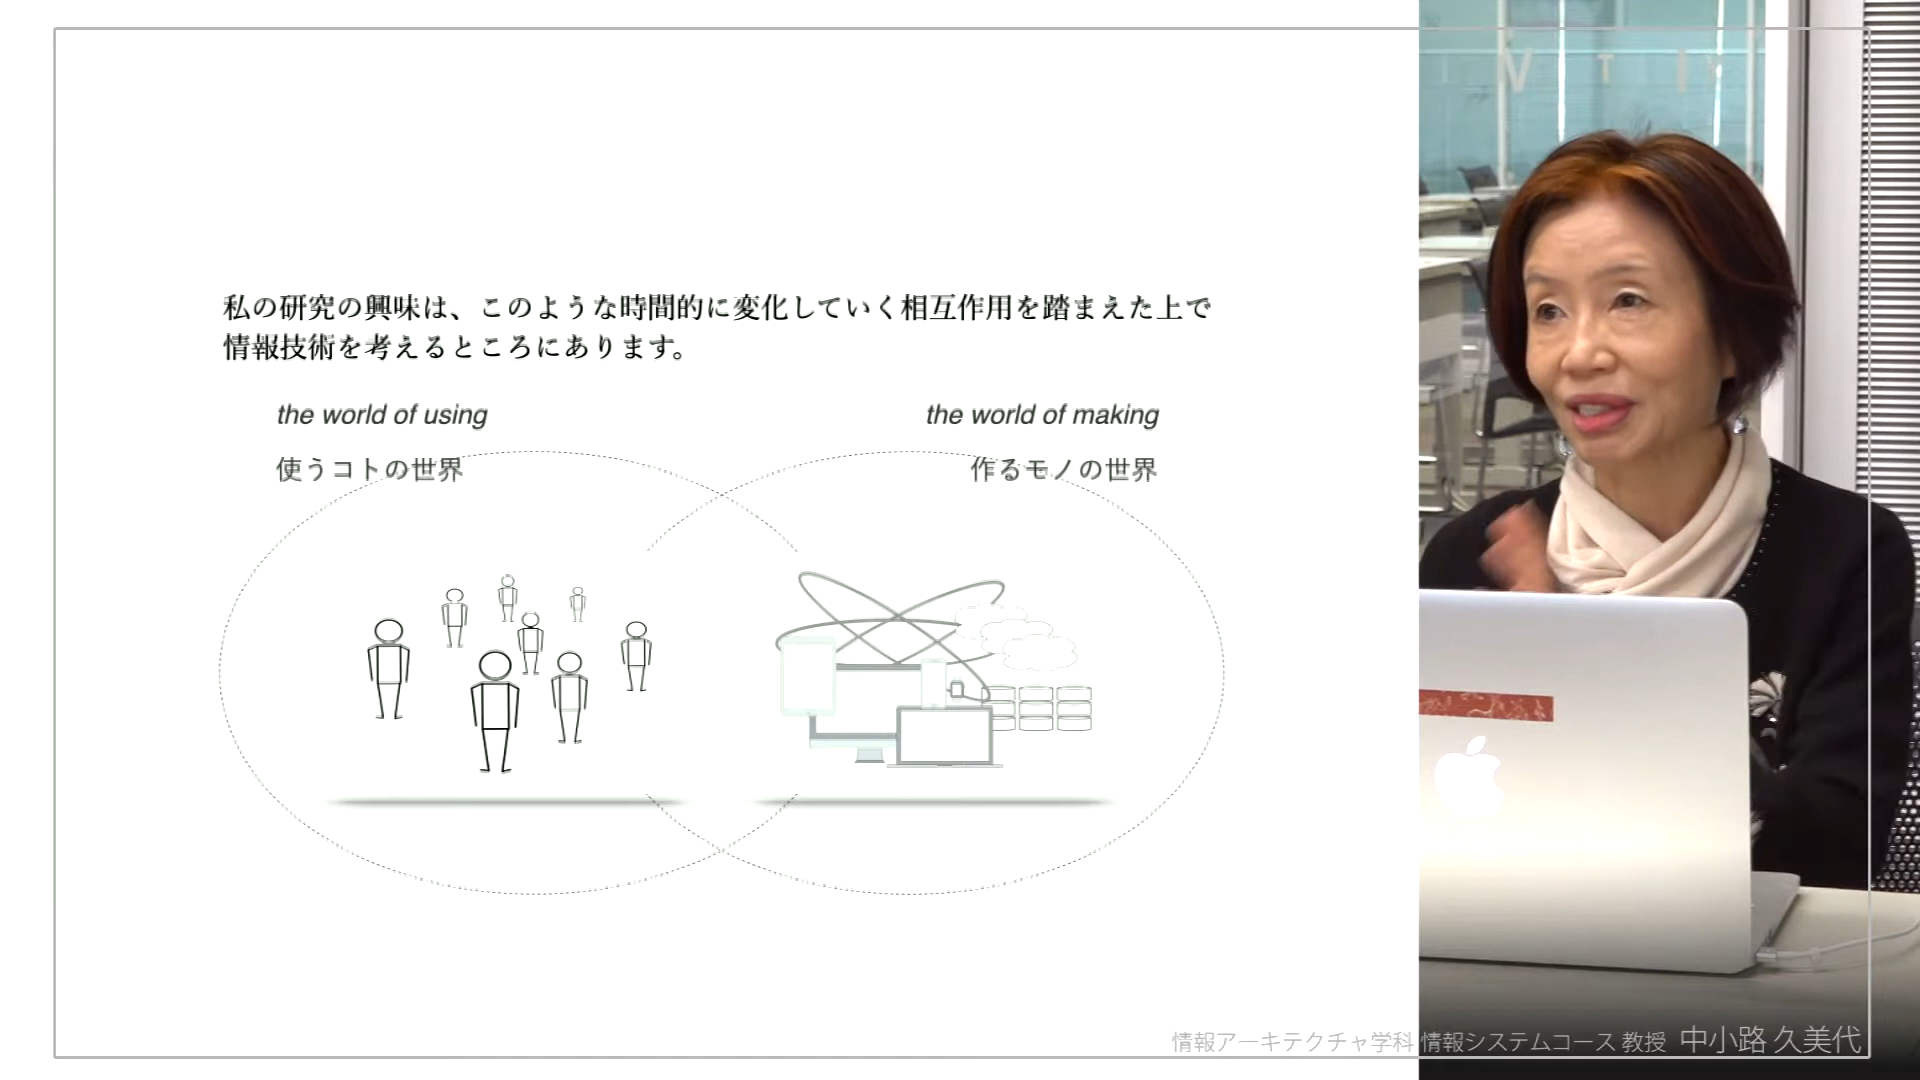 私の研究の興味は、このような時間的に変化していく相互作用を踏まえた上で
情報技術を考えるところにあります。
the world of using
the world of making
使うコトの世界
作るモノの世界
情報アーキテクチャ学科 情報システムコース 教授 中小路 久美代